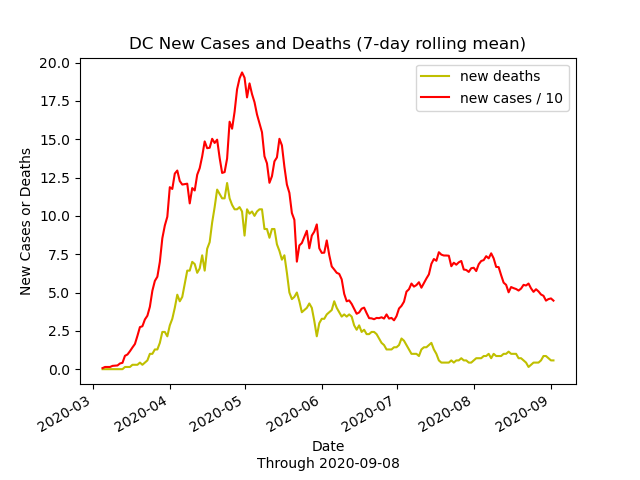 DC New Cases and Deaths (7-day rolling mean)
new deaths
new cases / 10
New Cases or Deaths
20.0
17.5
15.0
12.5
10.0
7.5
5.0
2.5
0.0
2020-03
2020-04
2020-05
2020-06
2020-07
2020-08
2020-09
Date
Through 2020-09-08